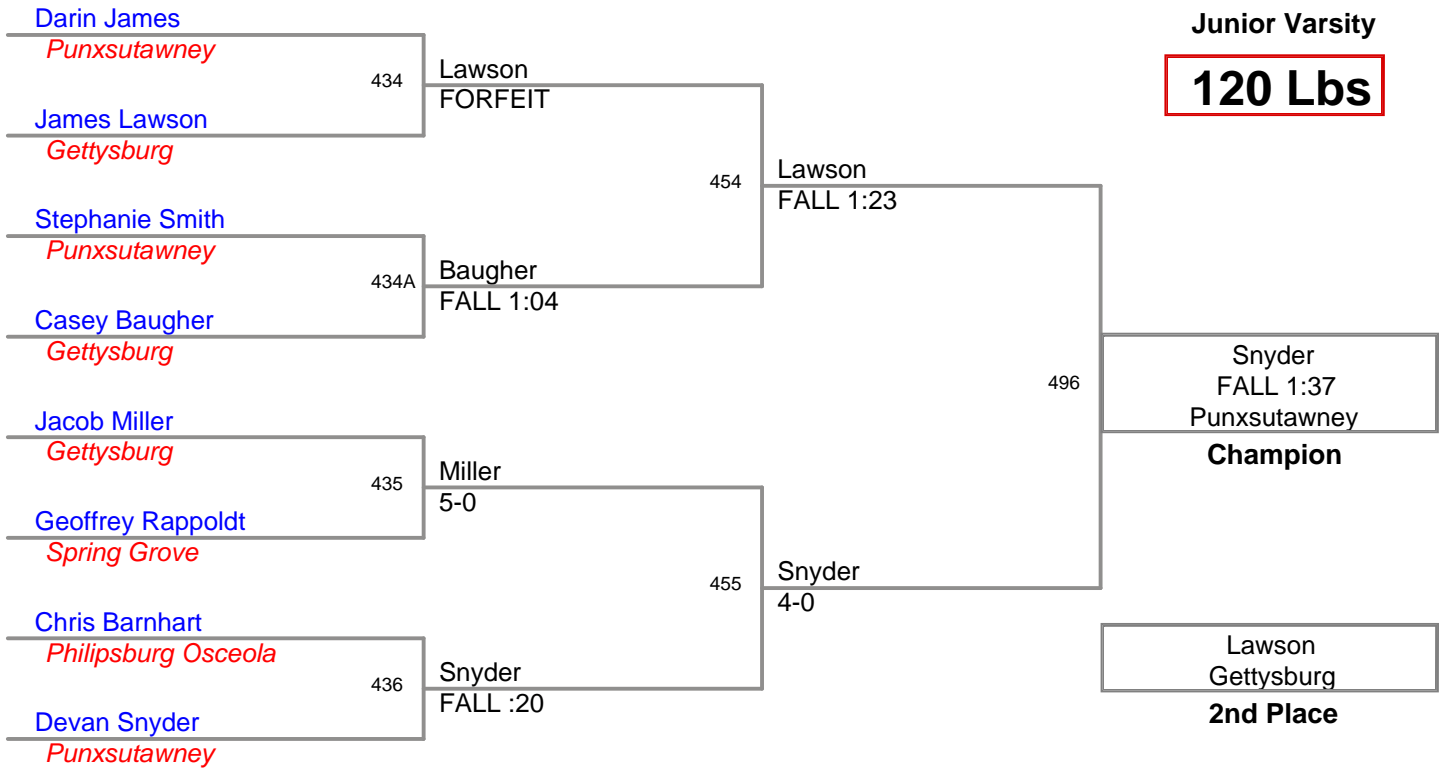 Darin James
Punxsutawney
434
James Lawson
Gettysburg
Lawson
FORFEIT
Stephanie Smith
Punxsutawney
434A
Casey Baugher
Gettysburg
Baugher
FALL 1:04
454
Lawson
FALL 1:23
Jacob Miller
Gettysburg
435
Geoffrey Rappoldt
Spring Grove
Miller
5-0
Chris Barnhart
Philipsburg Osceola
436
Devan Snyder
Punxsutawney
Snyder
FALL :20
455
Snyder
4-0
496
Junior Varsity
120 Lbs
Snyder
FALL 1:37
Punxsutawney
Champion
Lawson
Gettysburg
2nd Place